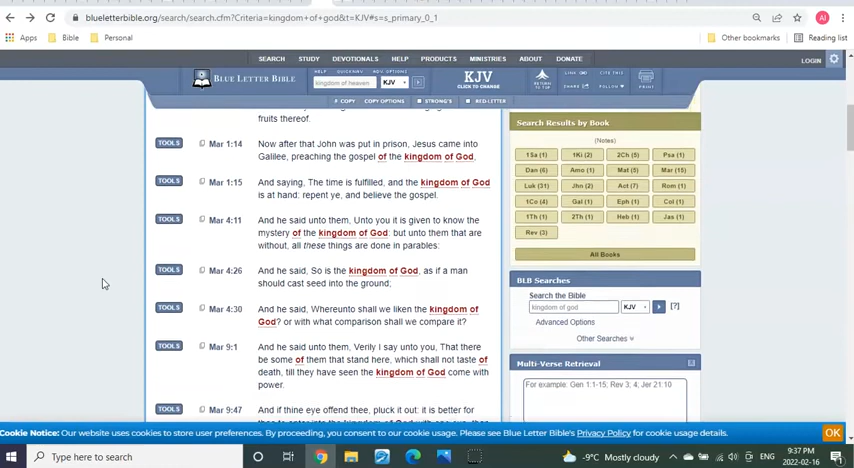 blueletterbible.org/search/search.cfm?Criteria=kingdom+of+god&t=KJV#s=s_primary_0_1
AI
Apps Bible Personal Other bookmarks Reading list
SEARCH STUDY DEVOTIONALS HELP PRODUCTS MINISTRIES ABOUT DONATE
LOGIN
BLUE LETTER BIBLE
HELP QUICKNAV ADV. OPTIONS
kingdom of heaven KJV
KJV
CLICK TO CHANGE
RETURN TO TOP
LINK CITE THIS
SHARE FOLLOW PRINT
COPY COPY OPTIONS STRONG'S RED-LETTER
fruits thereof.
TOOLS Mar 1:14 Now after that John was put in prison, Jesus came into
Galilee, preaching the gospel of the kingdom of God,
TOOLS Mar 1:15 And saying, The time is fulfilled, and the kingdom of God
is at hand: repent ye, and believe the gospel.
TOOLS Mar 4:11 And he said unto them, Unto you it is given to know the
mystery of the kingdom of God: but unto them that are
without, all these things are done in parables:
TOOLS Mar 4:26 And he said, So is the kingdom of God, as if a man
should cast seed into the ground;
TOOLS Mar 4:30 And he said, Whereunto shall we liken the kingdom of
God? or with what comparison shall we compare it?
TOOLS Mar 9:1 And he said unto them, Verily I say unto you, That there
be some of them that stand here, which shall not taste of
death, till they have seen the kingdom of God come with
power.
TOOLS Mar 9:47 And if thine eye offend thee, pluck it out: it is better for
Search Results by Book
(Notes)
1Sa (1) 1Ki (2) 2Ch (5) Psa (1)
Dan (6) Amo (1) Mat (5) Mar (15)
Luk (31) Jhn (2) Act (7) Rom (1)
1Co (4) Gal (1) Eph (1) Col (1)
1Th (1) 2Th (1) Heb (1) Jas (1)
Rev (3)
All Books
BLB Searches
Search the Bible
kingdom of god KJV [?]
Advanced Options
Other Searches
Multi-Verse Retrieval
For example: Gen 1:1-15; Rev 3; 4; Jer 21:10
Cookie Notice: Our website uses cookies to store user preferences. By proceeding, you consent to our cookie usage. Please see Blue Letter Bible's Privacy Policy for cookie usage details. OK
Type here to search -9°C Mostly cloudy ENG 9:37 PM
2022-02-16